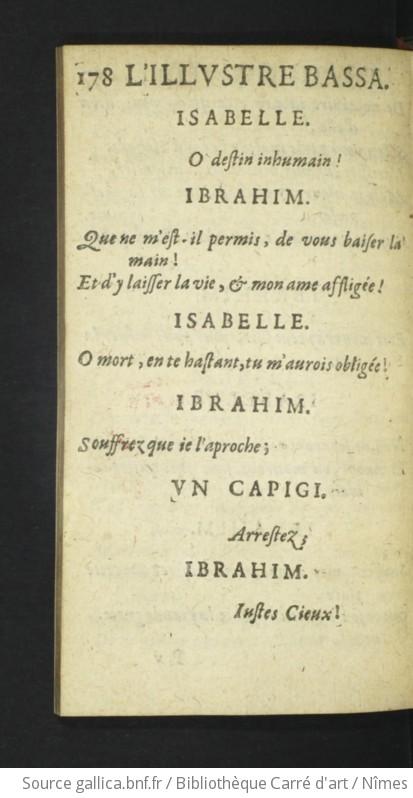 178 L'ILLVSTRE BASSA.
ISABELLE.
O destin inhumain !
IBRAHIM.
Que ne m'est-il permis, de vous baiser la
main !
Et d'y laisser la vie, & mon ame affligée !
ISABELLE.
O mort, en te hastant, tu m'aurois obligée !
IBRAHIM.
Souffrez que ie l'aproche ;
VN CAPIGI.
Arrestez ;
IBRAHIM.
Iustes Cieux !
Source gallica.bnf.fr / Bibliothèque Carré d'art / Nîmes